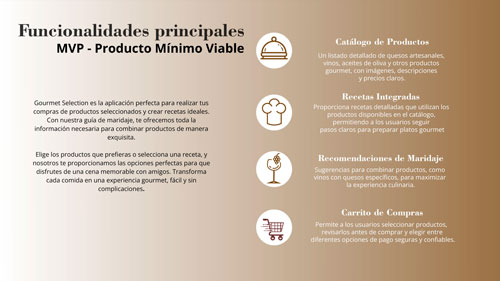 Funcionalidades principales
MVP - Producto Mínimo Viable
Gourmet Selection es la aplicación perfecta para realizar tus
compras de productos seleccionados y crear recetas ideales.
Con nuestra guía de maridaje, te ofrecemos toda la
información necesaria para combinar productos de manera
exquisita.
Elige los productos que prefieras o selecciona una receta, y
nosotros te proporcionamos las opciones perfectas para que
disfrutes de una cena memorable con amigos. Transforma
cada comida en una experiencia gourmet, fácil y sin
complicaciones.
Catálogo de Productos
Un listado detallado de quesos artesanales,
vinos, aceites de oliva y otros productos
gourmet, con imágenes, descripciones
y precios claros.
Recetas Integradas
Proporciona recetas detalladas que utilizan los
productos disponibles en el catálogo,
permitiendo a los usuarios seguir
pasos claros para preparar platos gourmet
Recomendaciones de Maridaje
Sugerencias para combinar productos, como
vinos con quesos específicos, para maximizar
la experiencia culinaria.
Carrito de Compras
Permite a los usuarios seleccionar productos,
revisarlos antes de comprar y elegir entre
diferentes opciones de pago seguras y confiables.